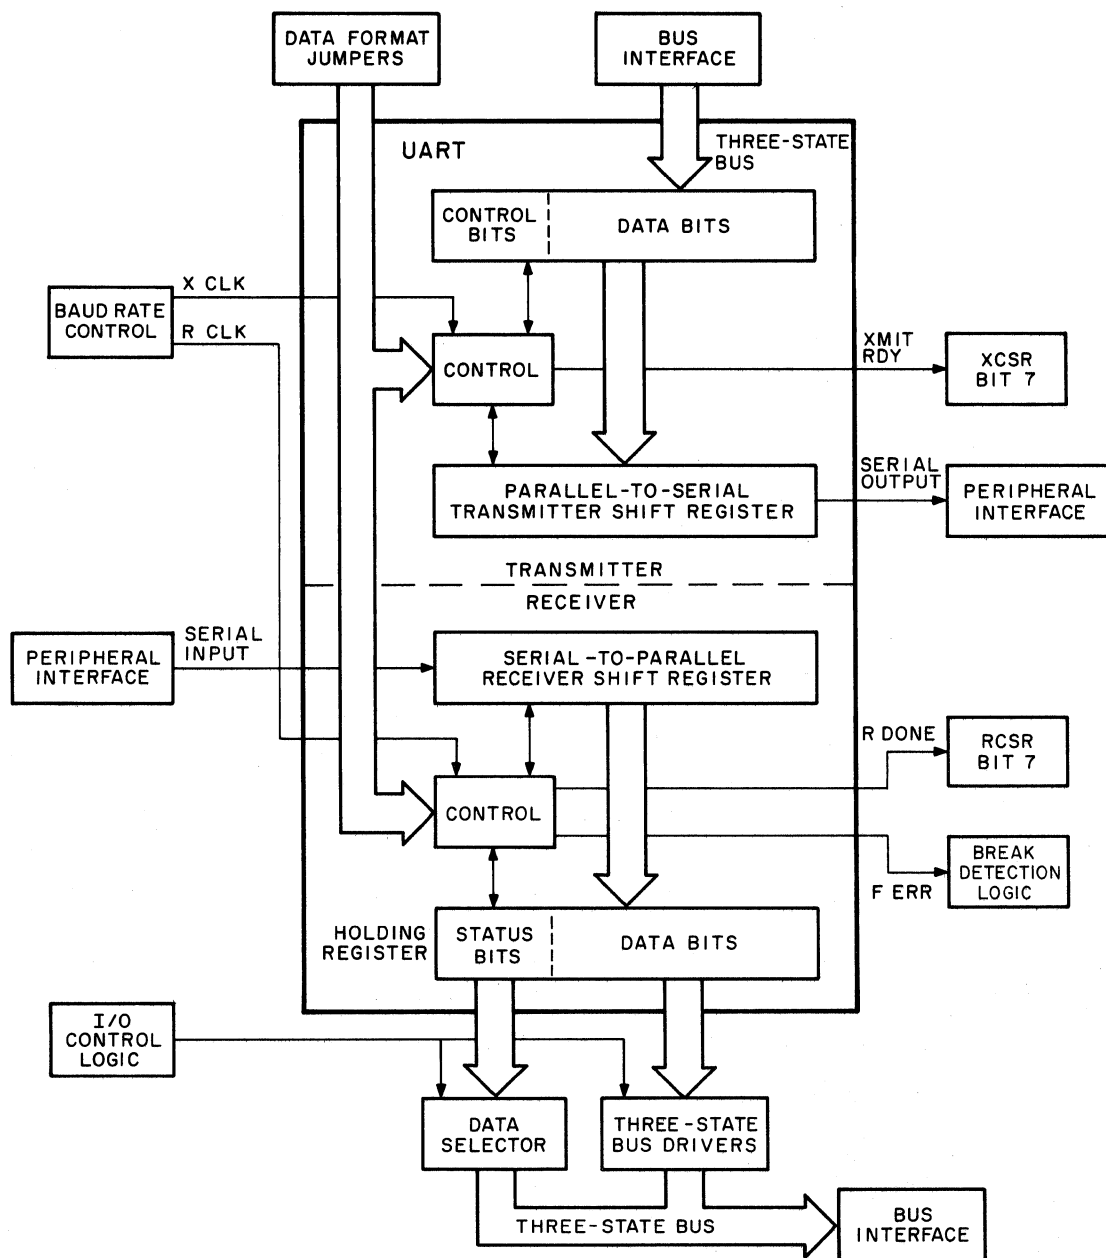 DATA FORMAT
JUMPERS
BUS
INTERFACE
UART
THREE-STATE
BUS
CONTROL
BITS
DATA BITS
X CLK
BAUD RATE
CONTROL
R CLK
CONTROL
XMIT
RDY
XCSR
BIT 7
PARALLEL-TO-SERIAL
TRANSMITTER SHIFT REGISTER
SERIAL
OUTPUT
PERIPHERAL
INTERFACE
TRANSMITTER
RECEIVER
PERIPHERAL
INTERFACE
SERIAL
INPUT
SERIAL-TO-PARALLEL
RECEIVER SHIFT REGISTER
R DONE
RCSR
BIT 7
CONTROL
F ERR
BREAK
DETECTION
LOGIC
HOLDING
REGISTER
STATUS
BITS
DATA BITS
I/O
CONTROL
LOGIC
DATA
SELECTOR
THREE-STATE
BUS DRIVERS
THREE-STATE BUS
BUS
INTERFACE